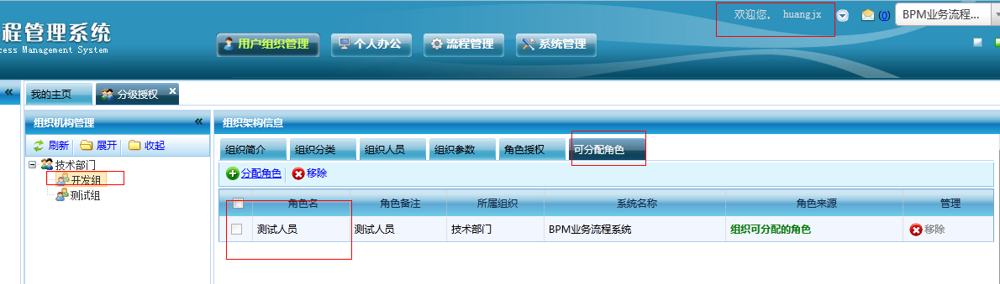 欢迎您, huangjx (0) BPM业务流程...
程管理系统
cess Management System
用户组织管理 个人办公 流程管理 系统管理
我的主页 分级授权
组织机构管理 组织架构信息
刷新 展开 收起
组织简介 组织分类 组织人员 组织参数 角色授权 可分配角色
技术部门
开发组
测试组
分配角色 移除
角色名 角色备注 所属组织 系统名称 角色来源 管理
测试人员 测试人员 技术部门 BPM业务流程系统 组织可分配的角色 移除